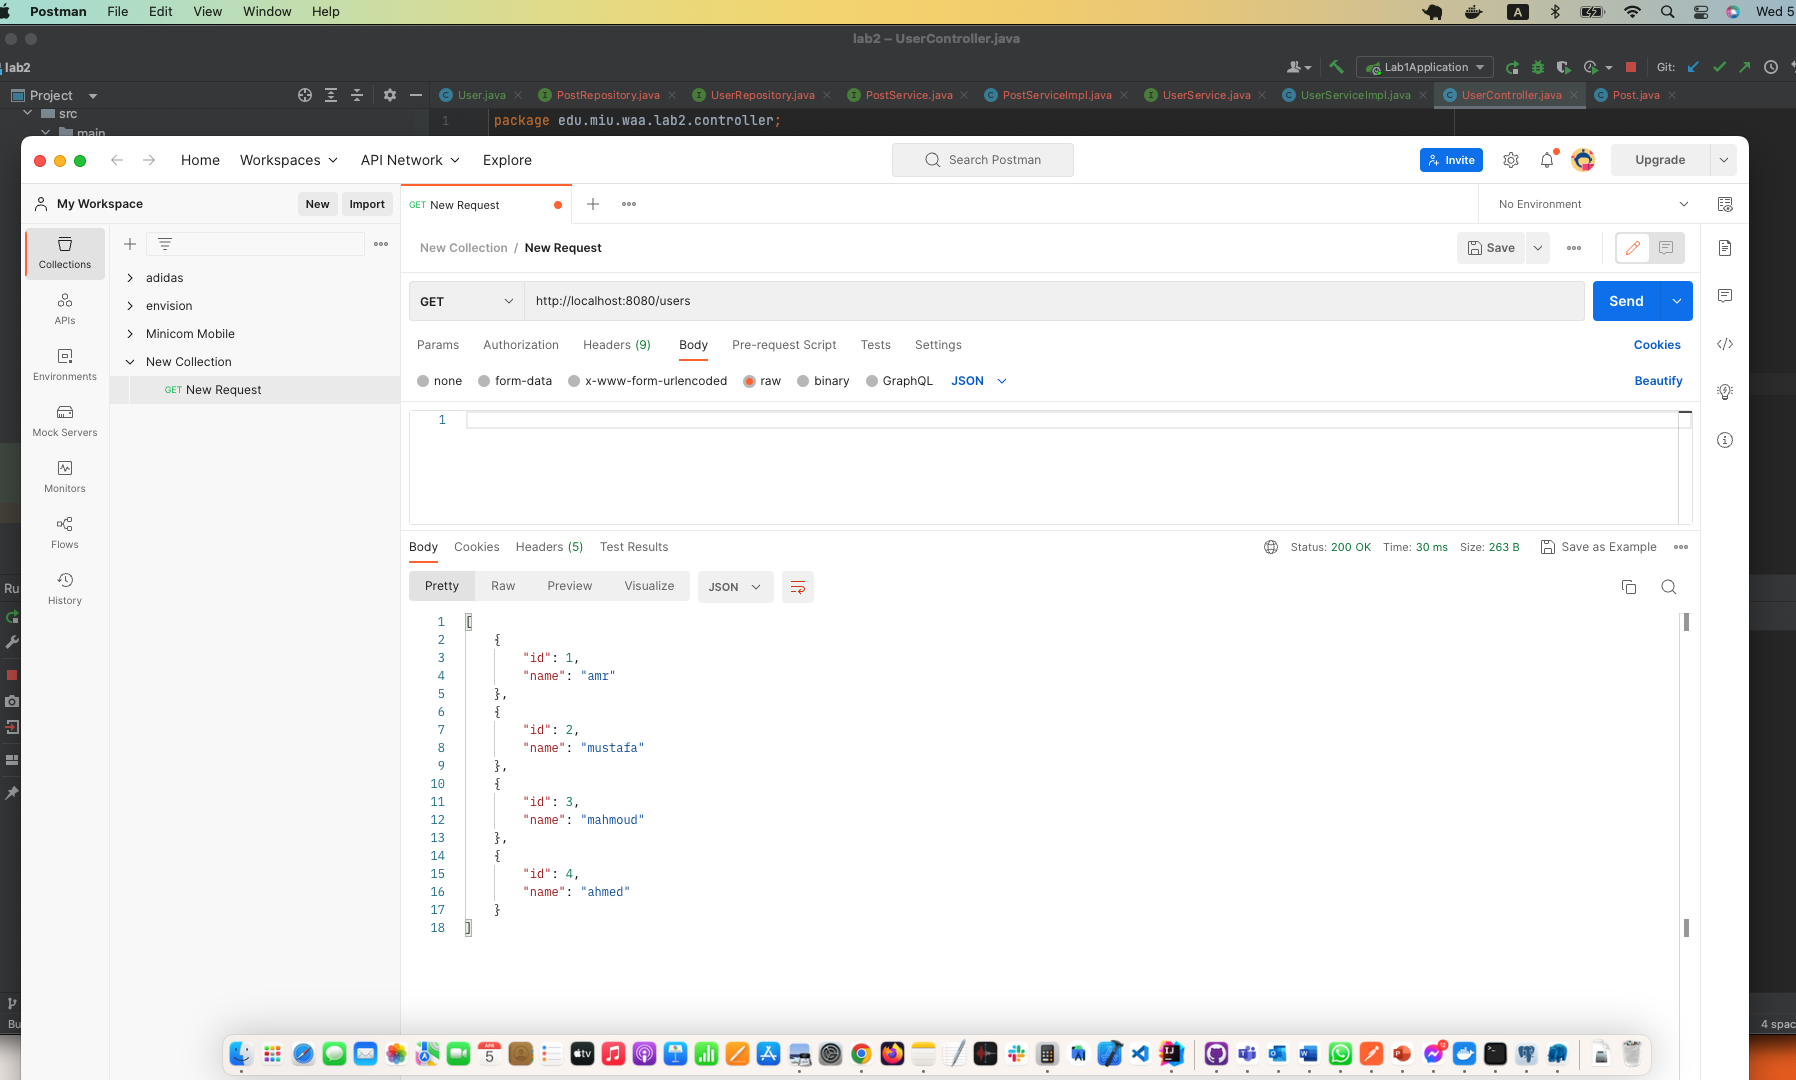 Postman File Edit View Window Help A Wed 5
lab2 – UserController.java
lab2 Lab1Application Git:
Project User.java PostRepository.java UserRepository.java PostService.java PostServiceImpl.java UserService.java UserServiceImpl.java UserController.java Post.java
src 1 package edu.miu.waa.lab2.controller;
main
Home Workspaces API Network Explore Search Postman Invite Upgrade
My Workspace New Import GET New Request No Environment
New Collection / New Request Save
Collections
APIs
Environments
Mock Servers
Monitors
Flows
History
adidas
envision
Minicom Mobile
New Collection
GET New Request
GET http://localhost:8080/users Send
Params Authorization Headers (9) Body Pre-request Script Tests Settings Cookies
none form-data x-www-form-urlencoded raw binary GraphQL JSON Beautify
1
Body Cookies Headers (5) Test Results Status: 200 OK Time: 30 ms Size: 263 B Save as Example
Pretty Raw Preview Visualize JSON
1 [
2 {
3 "id": 1,
4 "name": "amr"
5 },
6 {
7 "id": 2,
8 "name": "mustafa"
9 },
10 {
11 "id": 3,
12 "name": "mahmoud"
13 },
14 {
15 "id": 4,
16 "name": "ahmed"
17 }
18 ]
Ru
Bu 4 spac
APR
5
tv
12